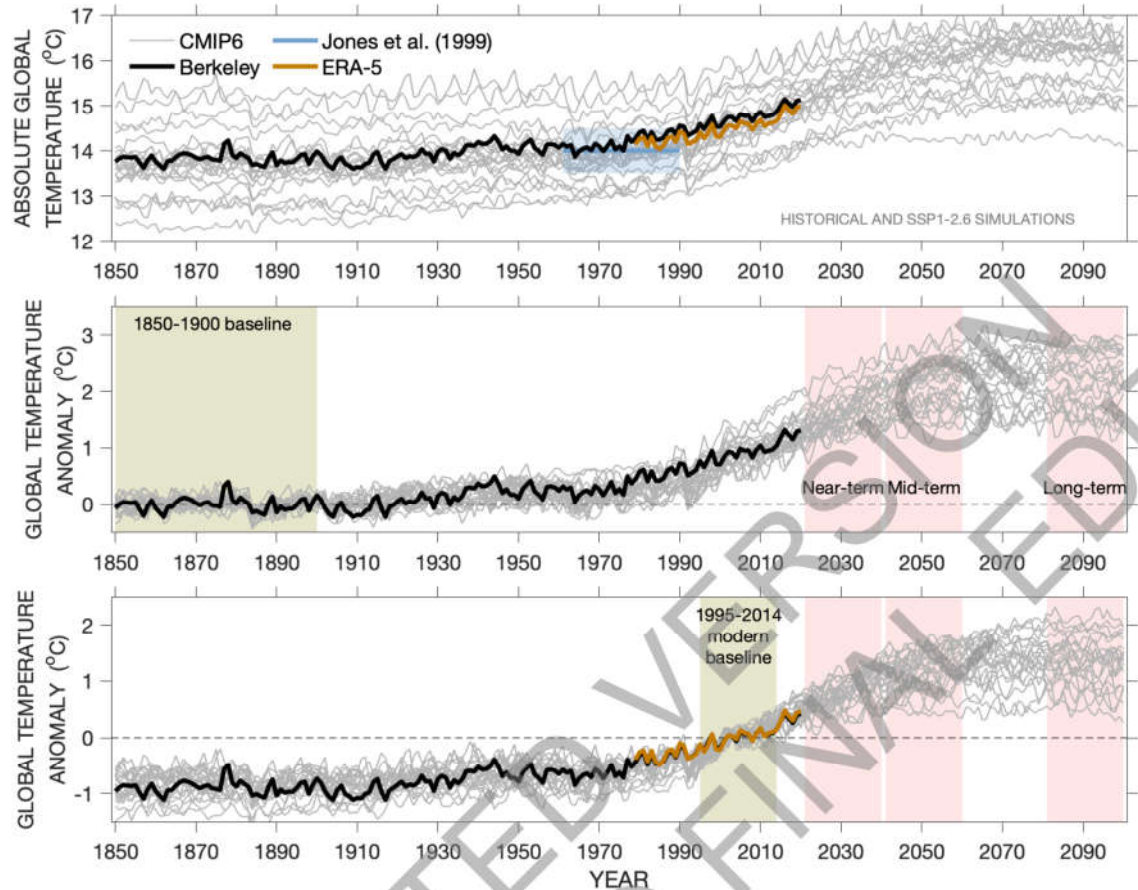 ABSOLUTE GLOBAL
TEMPERATURE (°C)
17
16
15
14
13
12
CMIP6
Jones et al. (1999)
Berkeley
ERA-5
HISTORICAL AND SSP1-2.6 SIMULATIONS
1850 1870 1890 1910 1930 1950 1970 1990 2010 2030 2050 2070 2090
GLOBAL TEMPERATURE
ANOMALY (°C)
3
2
1
0
1850-1900 baseline
Near-term
Mid-term
Long-term
1850 1870 1890 1910 1930 1950 1970 1990 2010 2030 2050 2070 2090
GLOBAL TEMPERATURE
ANOMALY (°C)
2
1
0
-1
1995-2014
modern
baseline
1850 1870 1890 1910 1930 1950 1970 1990 2010 2030 2050 2070 2090
YEAR
VERSION
FINAL